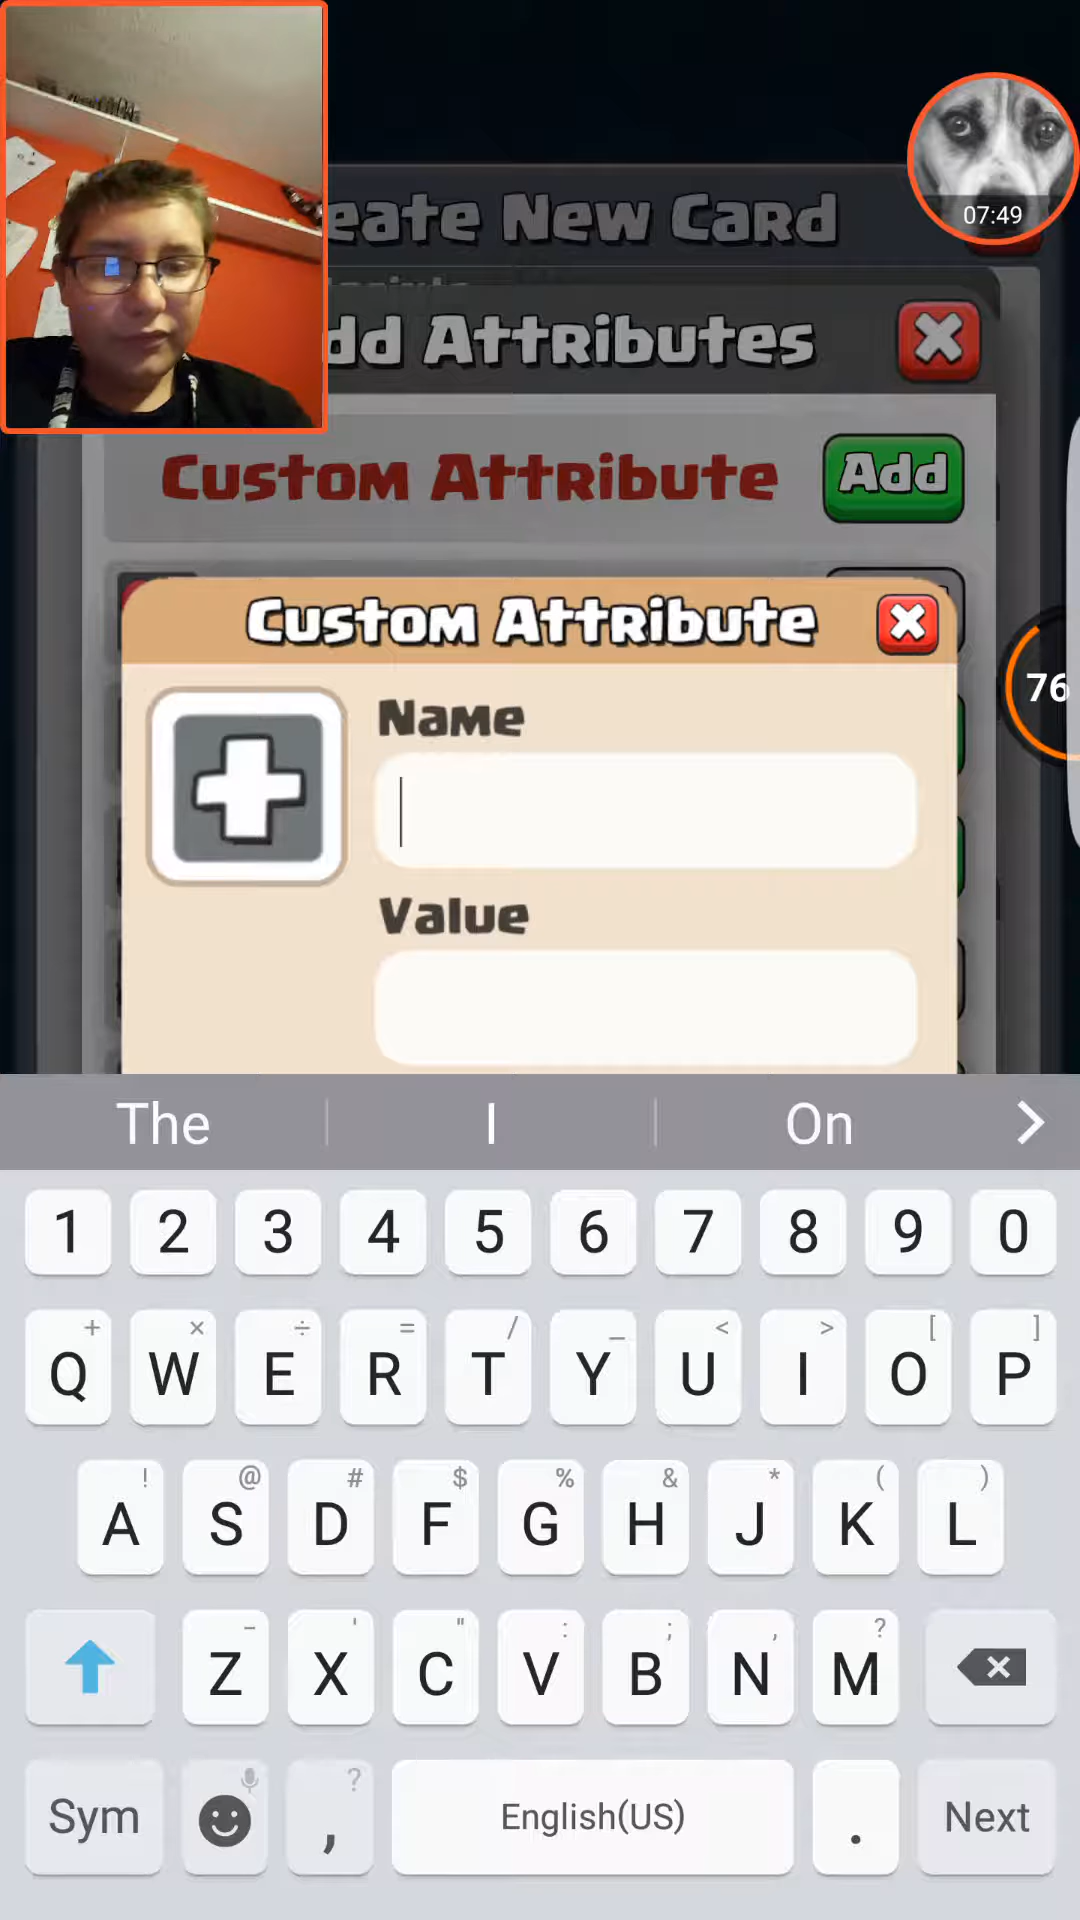 eate New Card
07:49
dd Attributes
Custom Attribute
Add
Custom Attribute
Name
76
Value
The I On
1 2 3 4 5 6 7 8 9 0
+ × ÷ = / _ < > [ ]
Q W E R T Y U I O P
! @ # $ % & * ( )
A S D F G H J K L
- ' " : ; , ?
Z X C V B N M
?
Sym , English(US) . Next